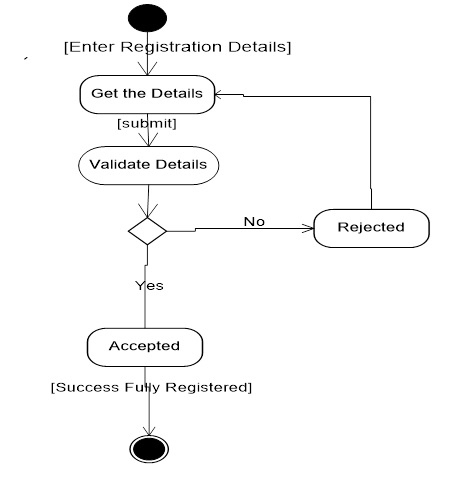 [Enter Registration Details]
Get the Details
[submit]
Validate Details
No
Rejected
Yes
Accepted
[Success Fully Registered]